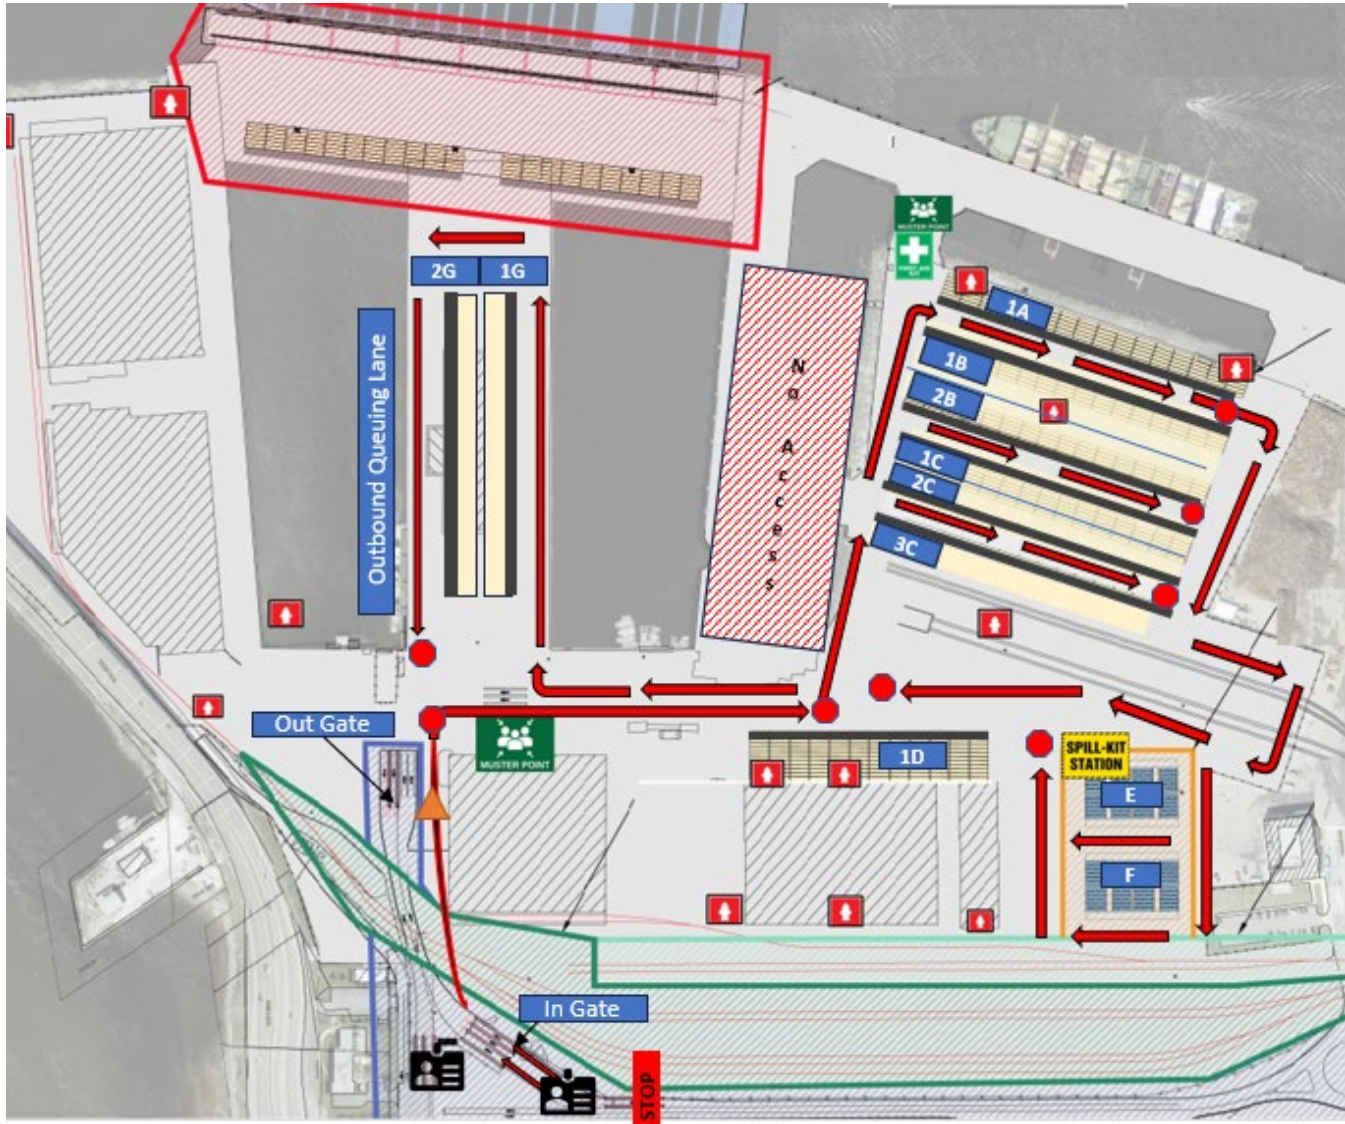 MUSTER POINT
FIRST AID
KIT
2G
1G
1A
1B
2B
1C
2C
3C
No Access
Outbound Queuing Lane
Out Gate
MUSTER POINT
1D
SPILL-KIT
STATION
E
F
In Gate
STOP